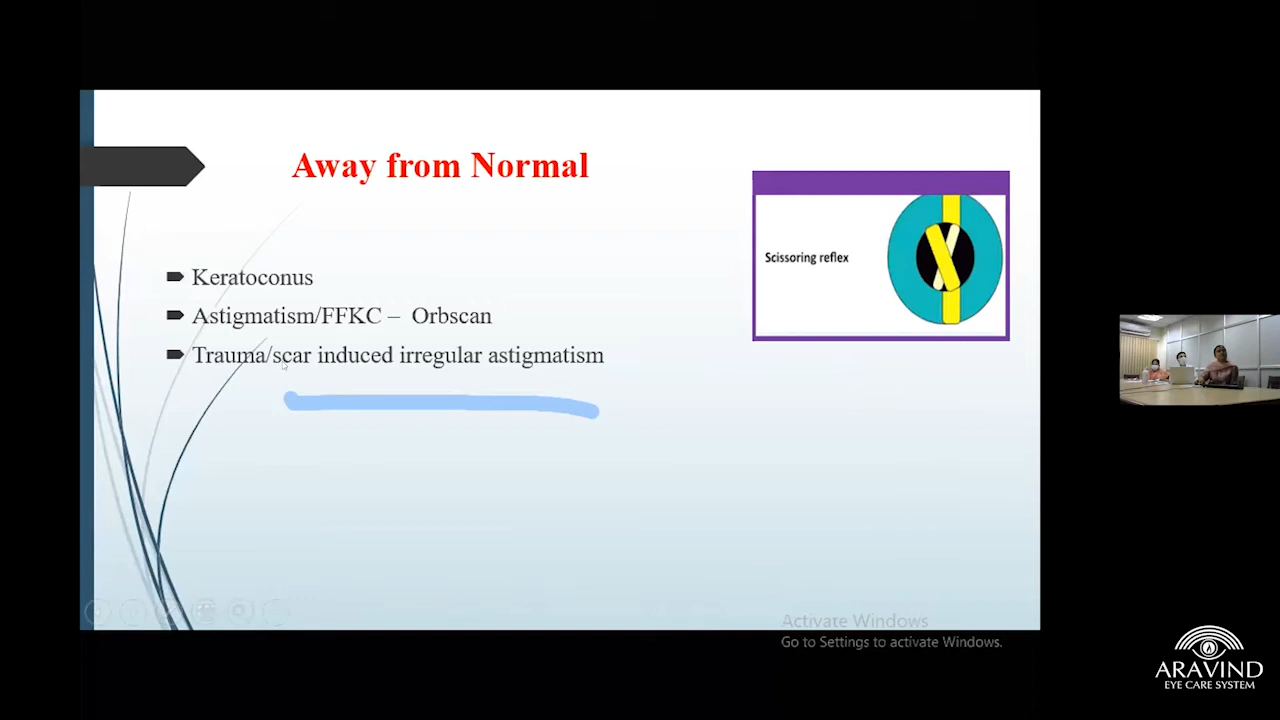 Away from Normal
Scissoring reflex
Keratoconus
Astigmatism/FFKC – Orbscan
Trauma/scar induced irregular astigmatism
Activate Windows
Go to Settings to activate Windows.
ARAVIND
EYE CARE SYSTEM